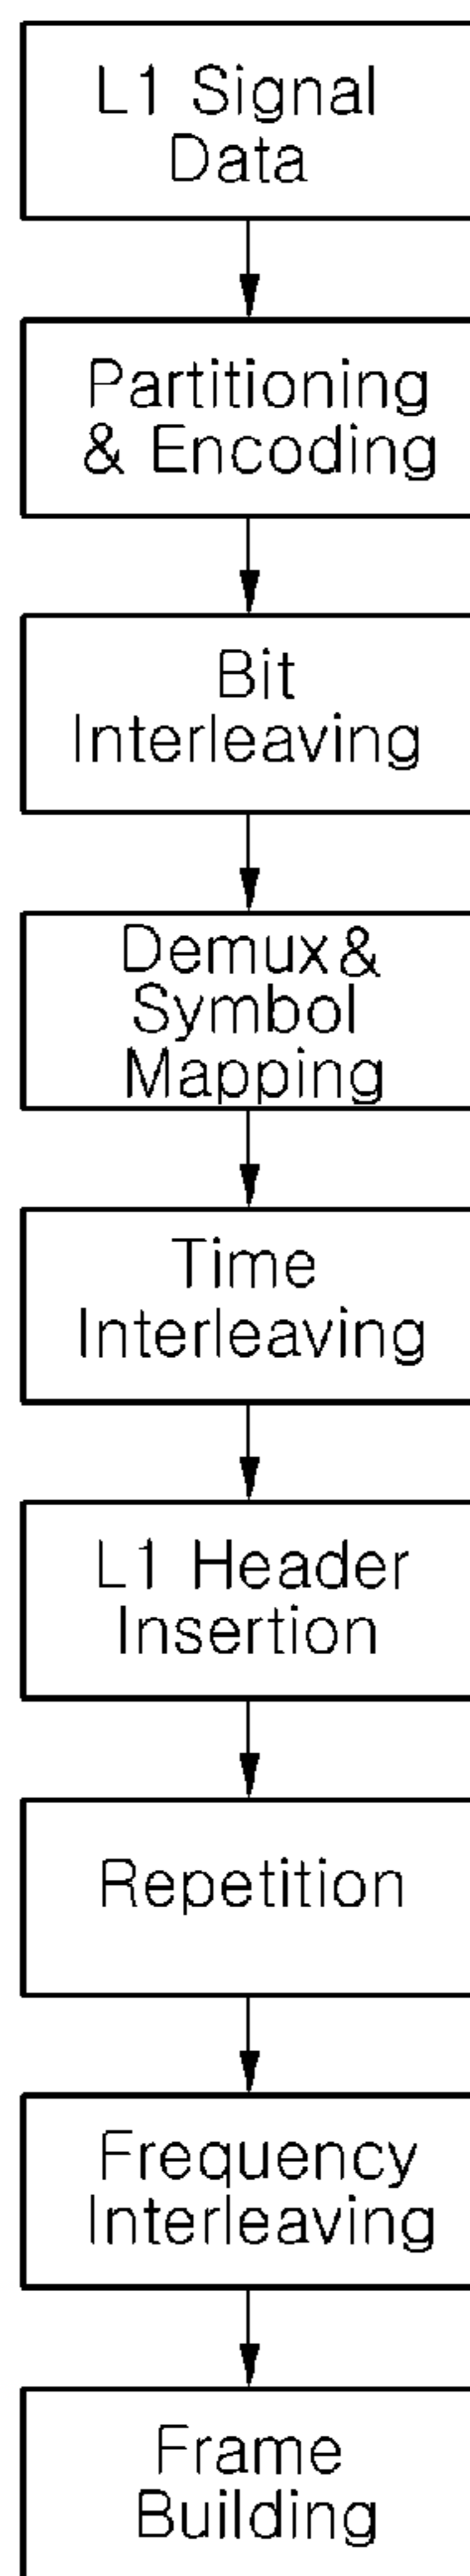 L1 Signal
Data
Partitioning
& Encoding
Bit
Interleaving
Demux&
Symbol
Mapping
Time
Interleaving
L1 Header
Insertion
Repetition
Frequency
Interleaving
Frame
Building